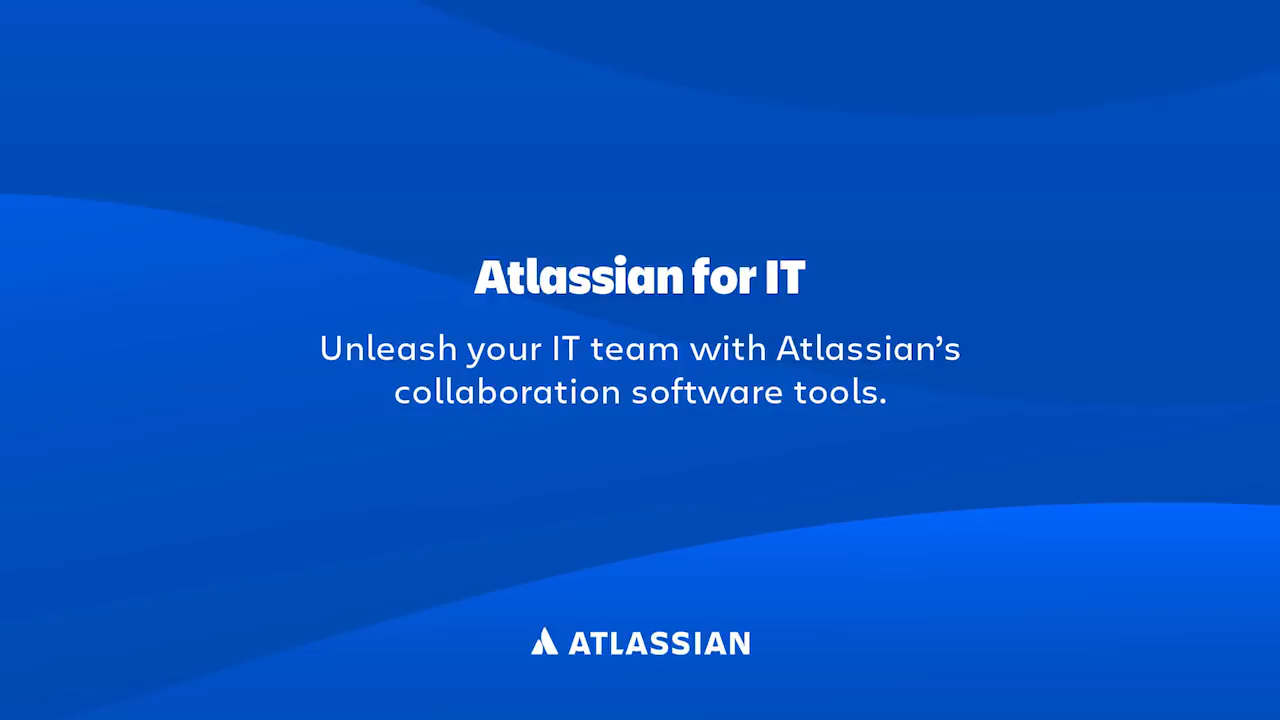 Atlassian for IT
Unleash your IT team with Atlassian’s
collaboration software tools.
ATLASSIAN